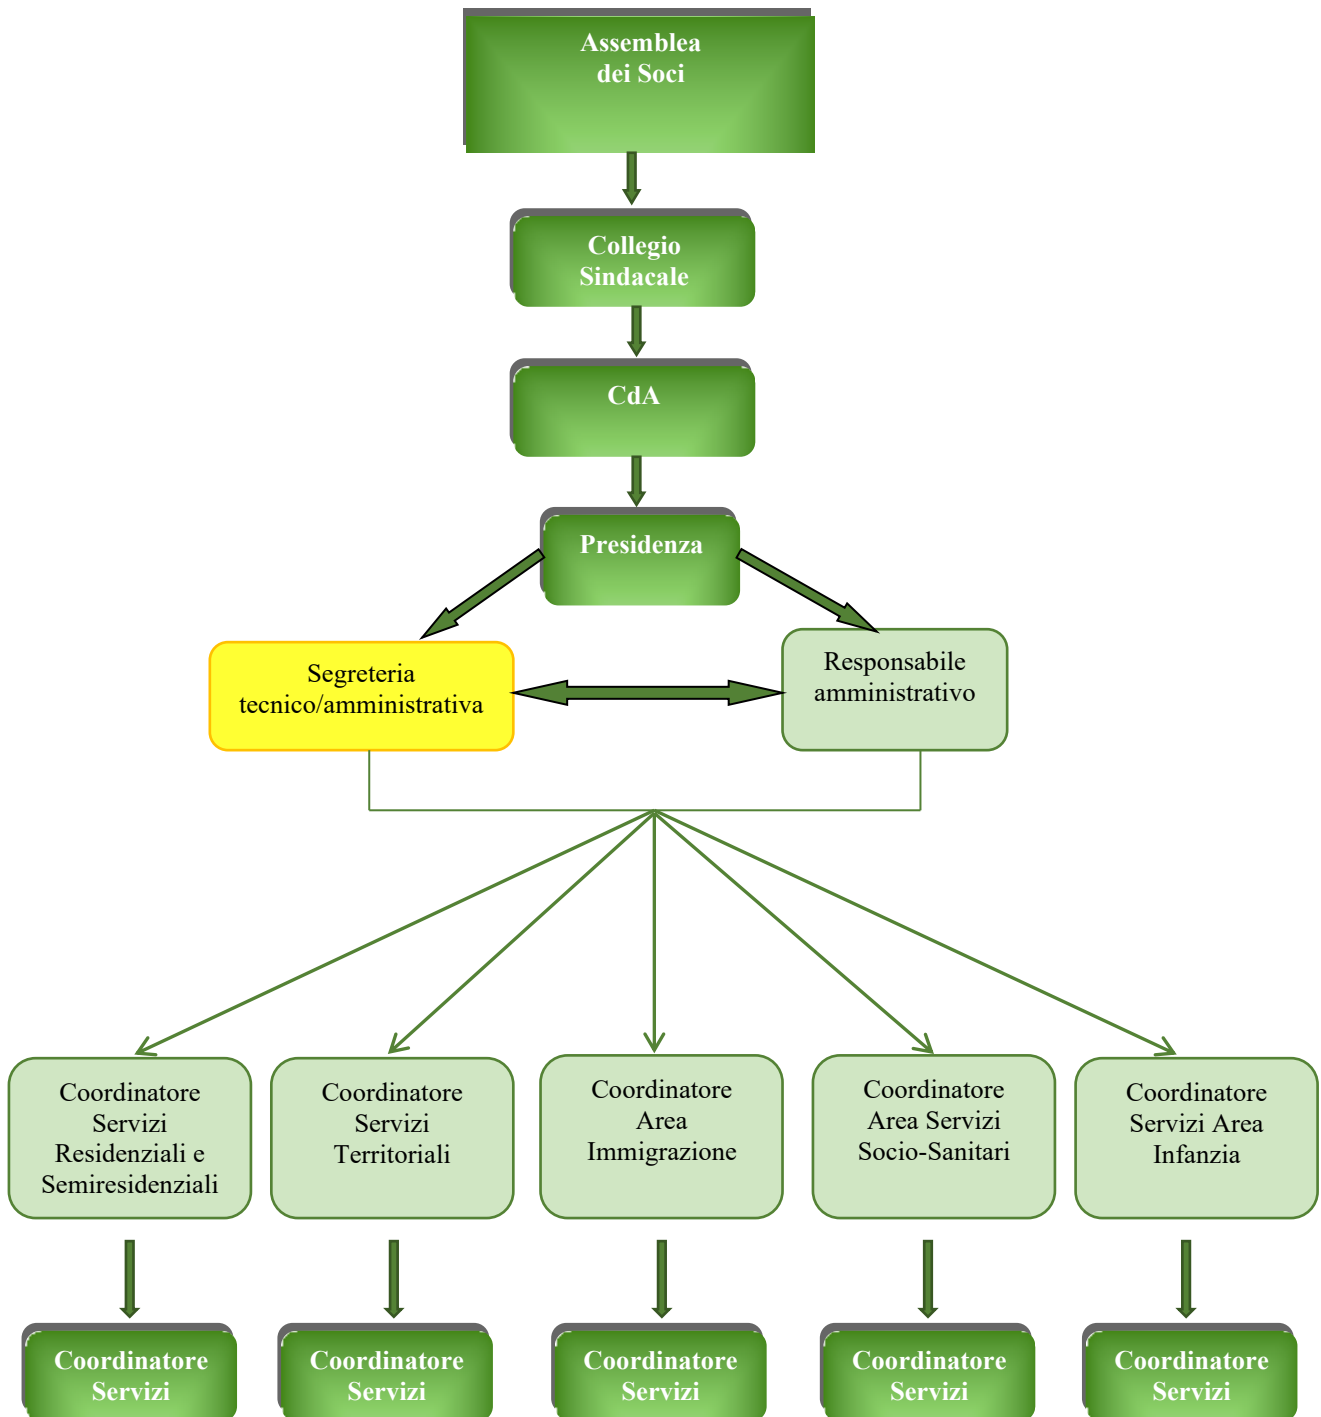 Assemblea
dei Soci
Collegio
Sindacale
CdA
Presidenza
Segreteria
tecnico/amministrativa
Responsabile
amministrativo
Coordinatore
Servizi
Residenziali e
Semiresidenziali
Coordinatore
Servizi
Territoriali
Coordinatore
Area
Immigrazione
Coordinatore
Area Servizi
Socio-Sanitari
Coordinatore
Servizi Area
Infanzia
Coordinatore
Servizi
Coordinatore
Servizi
Coordinatore
Servizi
Coordinatore
Servizi
Coordinatore
Servizi